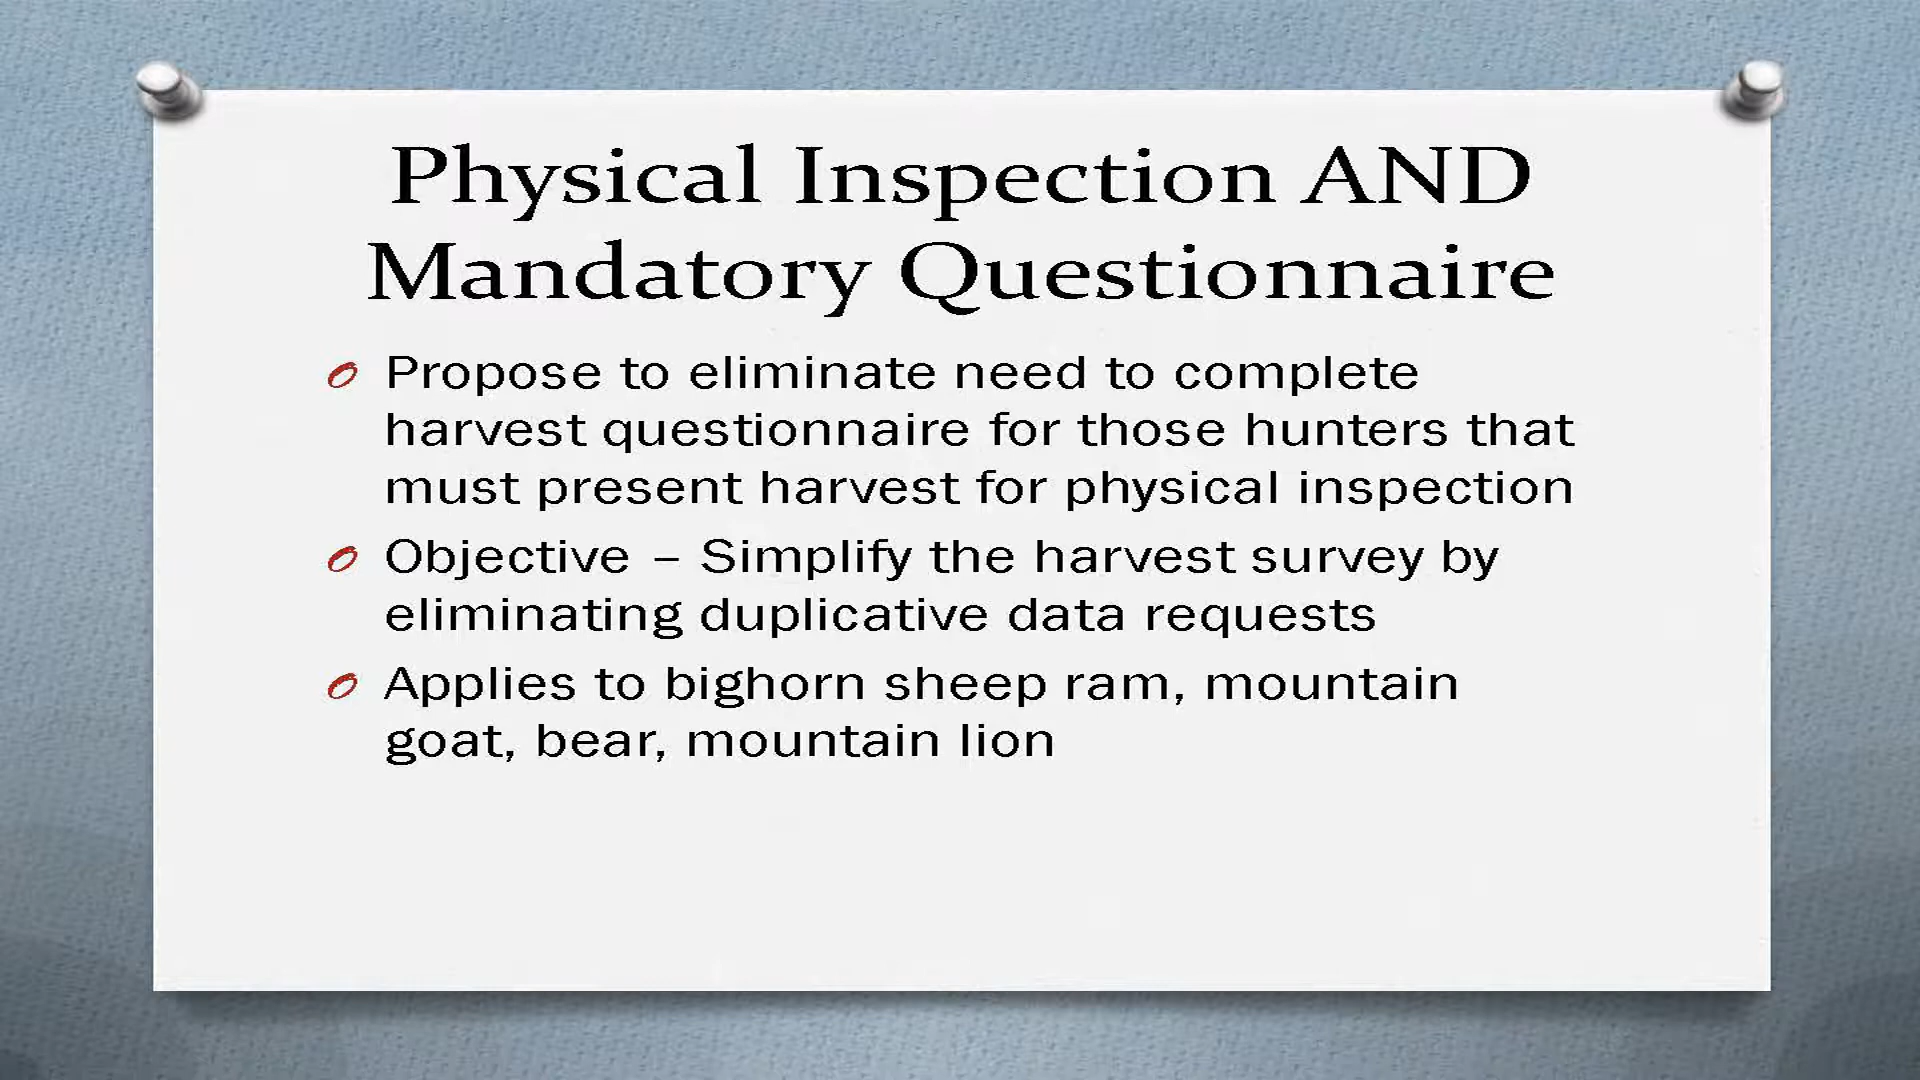 Physical Inspection AND
Mandatory Questionnaire
Propose to eliminate need to complete
harvest questionnaire for those hunters that
must present harvest for physical inspection
Objective – Simplify the harvest survey by
eliminating duplicative data requests
Applies to bighorn sheep ram, mountain
goat, bear, mountain lion